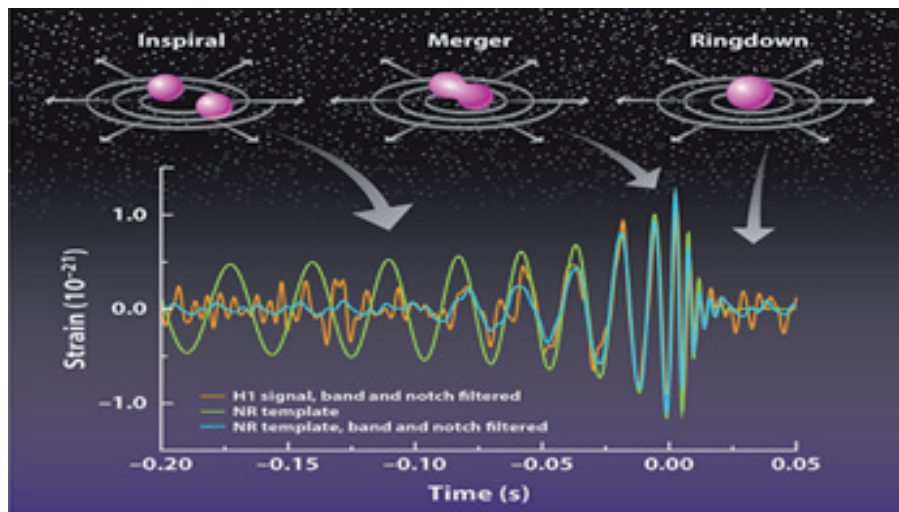 Inspiral Merger Ringdown
Strain (10⁻²¹)
1.0
0.0
−1.0
H1 signal, band and notch filtered
NR template
NR template, band and notch filtered
−0.20 −0.15 −0.10 −0.05 0.00 0.05
Time (s)